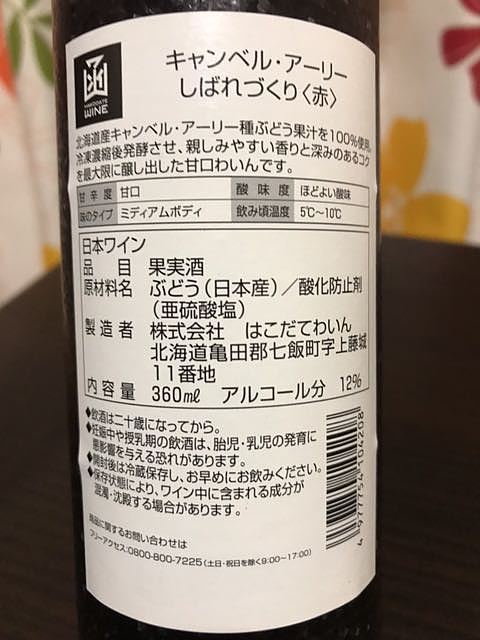 函
HAKODATE
WINE
キャンベル・アーリー
しばれづくり〈赤〉
北海道産キャンベル・アーリー種ぶどう果汁を100%使用。
冷凍濃縮後発酵させ、親しみやすい香りと深みのあるコク
を最大限に醸し出した甘口わいんです。
甘辛度 甘口 酸味度 ほどよい酸味
味のタイプ ミディアムボディ 飲み頃温度 5℃〜10℃
日本ワイン
品目 果実酒
原材料名 ぶどう(日本産)／酸化防止剤
(亜硫酸塩)
製造者 株式会社 はこだてわいん
北海道亀田郡七飯町字上藤城
11番地
内容量 360㎖ アルコール分 12%
◆飲酒は二十歳になってから。
◆妊娠中や授乳期の飲酒は、胎児・乳児の発育に
悪影響を与える恐れがあります。
◆開封後は冷蔵保存し、お早めにお飲みください。
◆保存状態により、ワイン中に含まれる成分が
混濁・沈殿する場合があります。
商品に関するお問い合わせは
フリーアクセス:0800-800-7225(土日・祝日を除く9:00〜17:00)
4 977754 104208